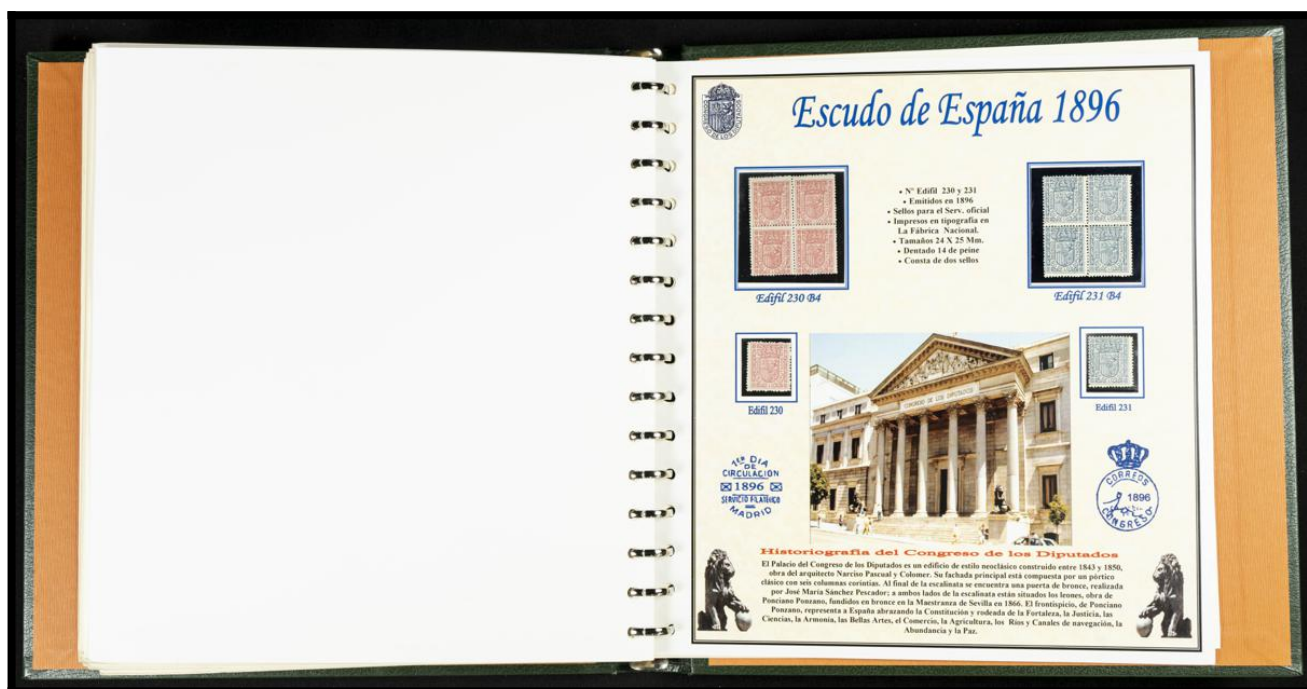 Escudo de España 1896
• Nº Edifil 230 y 231
• Emitidos en 1896
• Sellos para el Serv. oficial
• Impresos en tipografía en
La Fábrica Nacional.
• Tamaños 24 X 25 Mm.
• Dentado 14 de peine
• Consta de dos sellos
Edifil 230 B4
Edifil 231 B4
CONGRESO DE LOS DIPUTADOS
Edifil 230
Edifil 231
1ER DIA
DE
CIRCULACION
1896
SERVICIO FILATELICO
MADRID
CORREOS
1896
CONGRESO
Historiografia del Congreso de los Diputados
El Palacio del Congreso de los Diputados es un edificio de estilo neoclásico construido entre 1843 y 1850,
obra del arquitecto Narciso Pascual y Colomer. Su fachada principal está compuesta por un pórtico
clásico con seis columnas corintias. Al final de la escalinata se encuentra una puerta de bronce, realizada
por José María Sánchez Pescador; a ambos lados de la escalinata están situados los leones, obra de
Ponciano Ponzano, fundidos en bronce en la Maestranza de Sevilla en 1866. El frontispicio, de Ponciano
Ponzano, representa a España abrazando la Constitución y rodeada de la Fortaleza, la Justicia, las
Ciencias, la Armonía, las Bellas Artes, el Comercio, la Agricultura, los Ríos y Canales de navegación, la
Abundancia y la Paz.